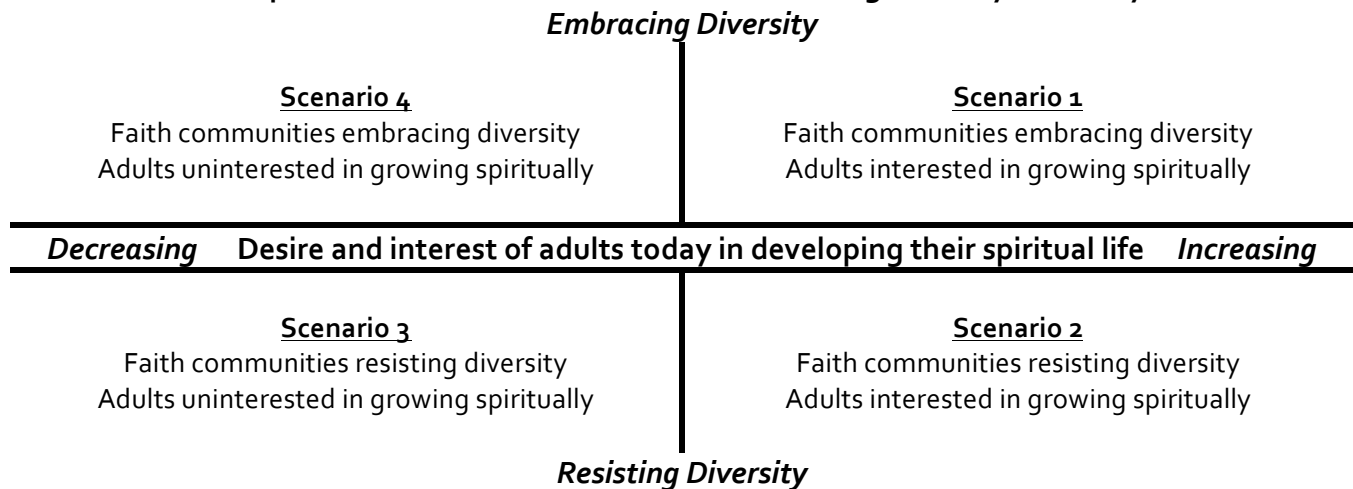 Embracing Diversity
Scenario 4
Faith communities embracing diversity
Adults uninterested in growing spiritually
Scenario 1
Faith communities embracing diversity
Adults interested in growing spiritually
Decreasing Desire and interest of adults today in developing their spiritual life Increasing
Scenario 3
Faith communities resisting diversity
Adults uninterested in growing spiritually
Scenario 2
Faith communities resisting diversity
Adults interested in growing spiritually
Resisting Diversity